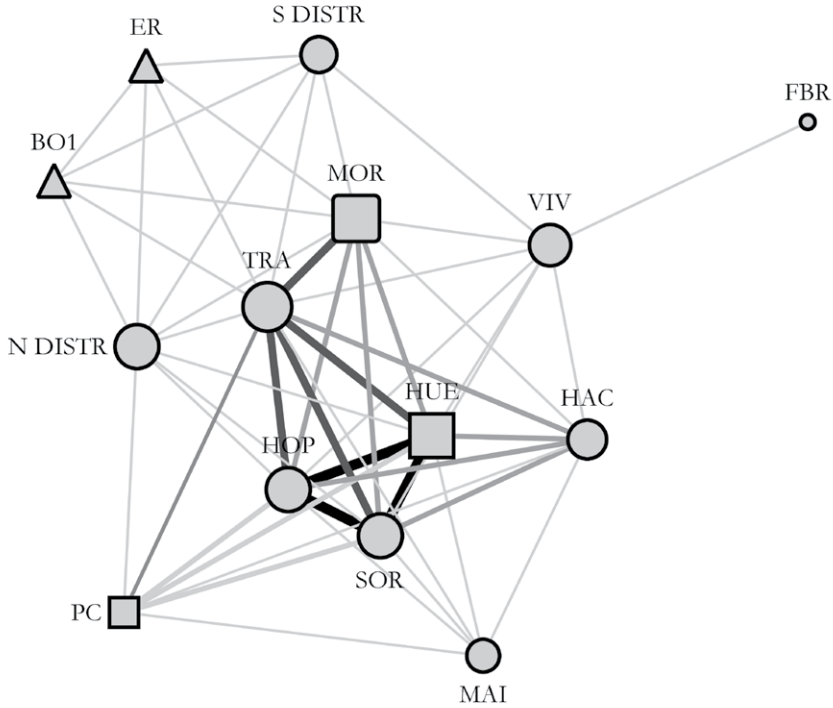 S DISTR
ER
FBR
BO1
MOR
VIV
TRA
N DISTR
HUE
HAC
HOP
SOR
PC
MAI